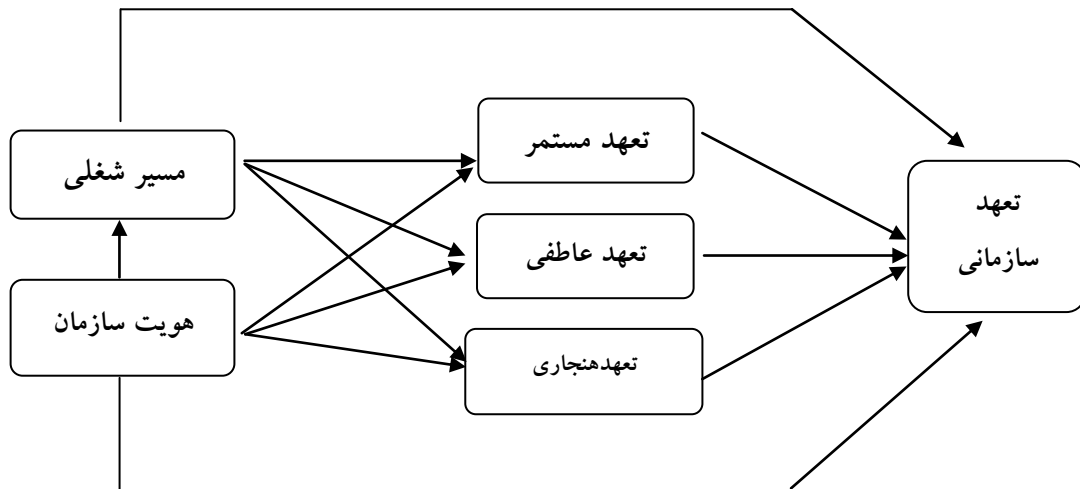 مسیر شغلی
هویت سازمان
تعهد مستمر
تعهد عاطفی
تعهدهنجاری
تعهد
سازمانی